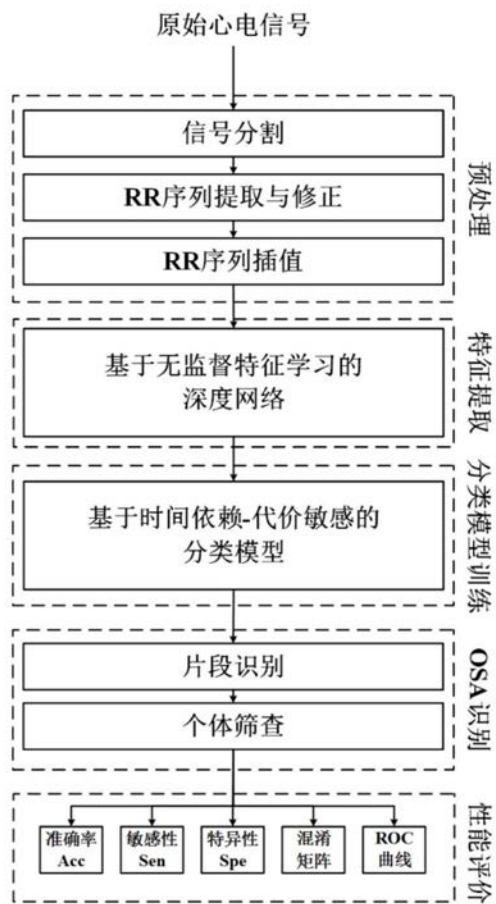 原始心电信号
信号分割
RR序列提取与修正
RR序列插值
预处理
基于无监督特征学习的
深度网络
特征提取
基于时间依赖-代价敏感的
分类模型
分类模型训练
片段识别
个体筛查
OSA识别
准确率
Acc
敏感性
Sen
特异性
Spe
混淆
矩阵
ROC
曲线
性能评价